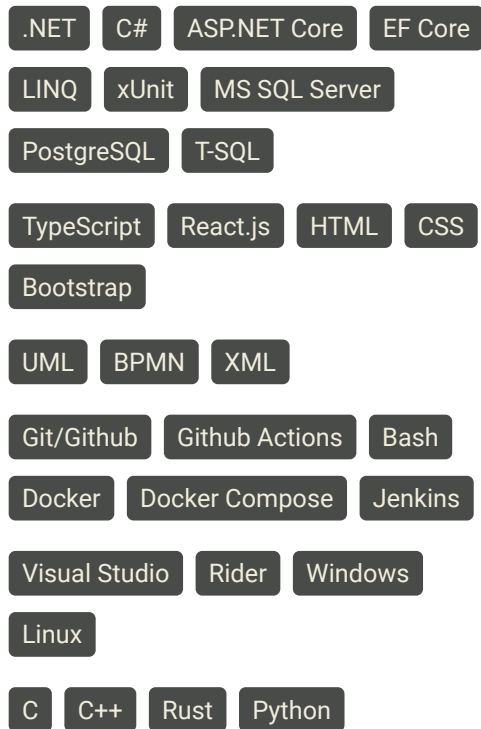 .NET C# ASP.NET Core EF Core
LINQ xUnit MS SQL Server
PostgreSQL T-SQL
TypeScript React.js HTML CSS
Bootstrap
UML BPMN XML
Git/Github Github Actions Bash
Docker Docker Compose Jenkins
Visual Studio Rider Windows
Linux
C C++ Rust Python